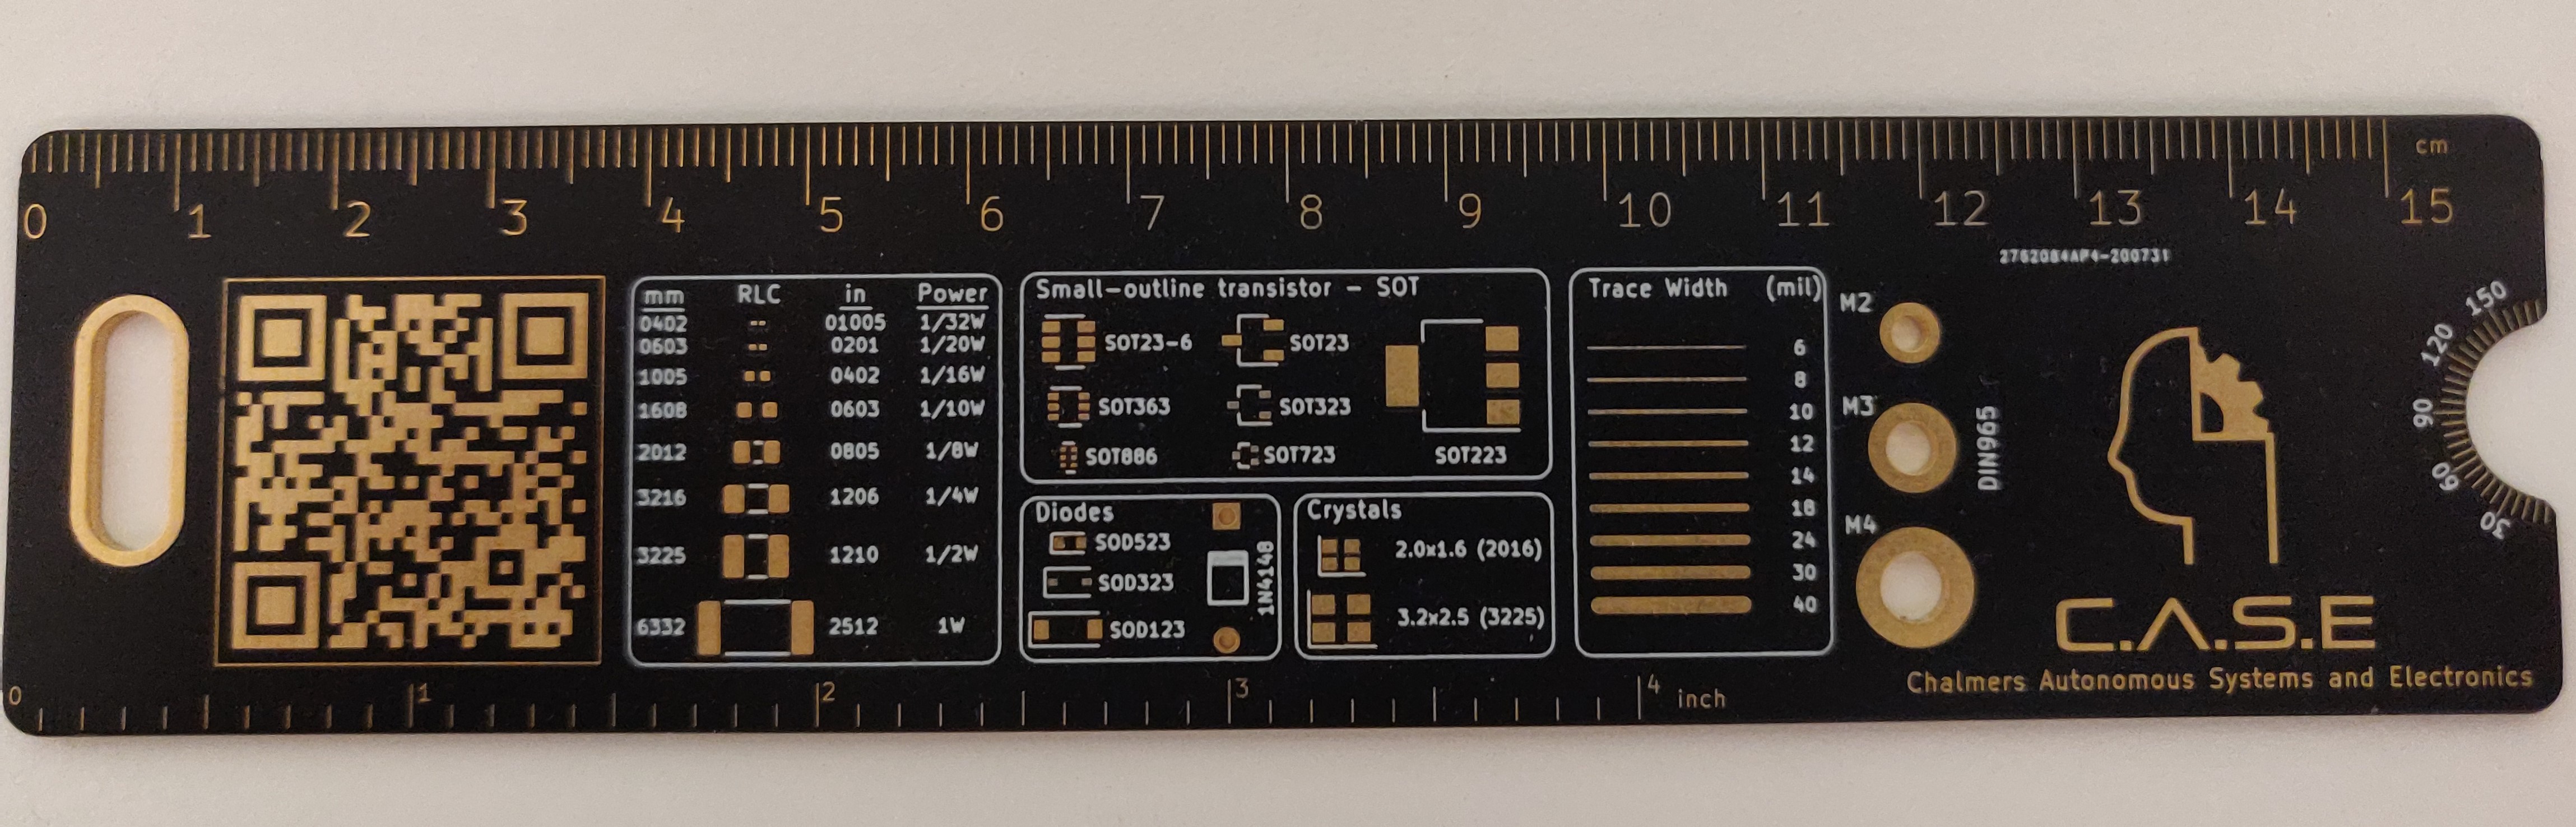 cm
0 1 2 3 4 5 6 7 8 9 10 11 12 13 14 15
2762084AP4-200731
mm RLC in Power
0402 01005 1/32W
0603 0201 1/20W
1005 0402 1/16W
1608 0603 1/10W
2012 0805 1/8W
3216 1206 1/4W
3225 1210 1/2W
6332 2512 1W
Small-outline transistor - SOT
SOT23-6 SOT23
SOT363 SOT323
SOT886 SOT723 SOT223
Diodes
SOD523
SOD323
SOD123
1N4148
Crystals
2.0x1.6 (2016)
3.2x2.5 (3225)
Trace Width (mil)
6
8
10
12
14
18
24
30
40
M2
M3
M4
DIN965
150
120
90
60
30
C.A.S.E
Chalmers Autonomous Systems and Electronics
0 1 2 3 4 inch